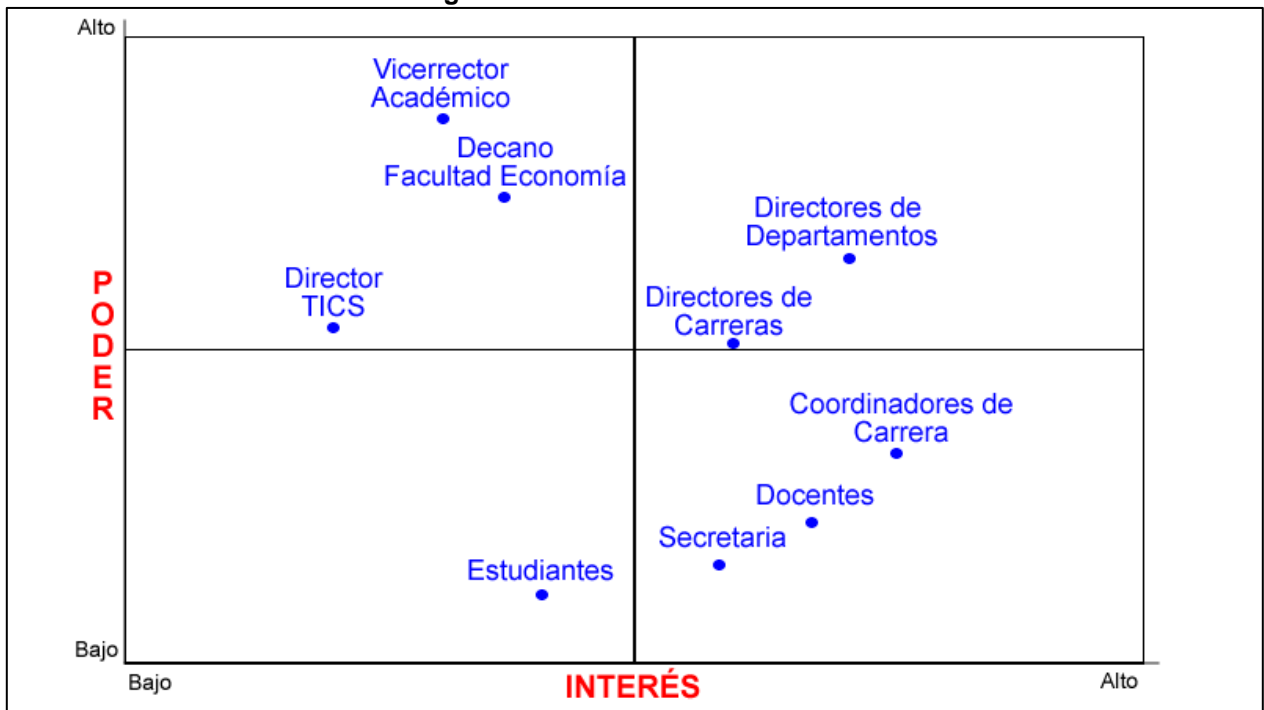 Alto
Vicerrector
Académico
Decano
Facultad Economía
Directores de
Departamentos
Director
TICS
Directores de
Carreras
PODER
Coordinadores de
Carrera
Docentes
Secretaria
Estudiantes
Bajo
Bajo
INTERÉS
Alto